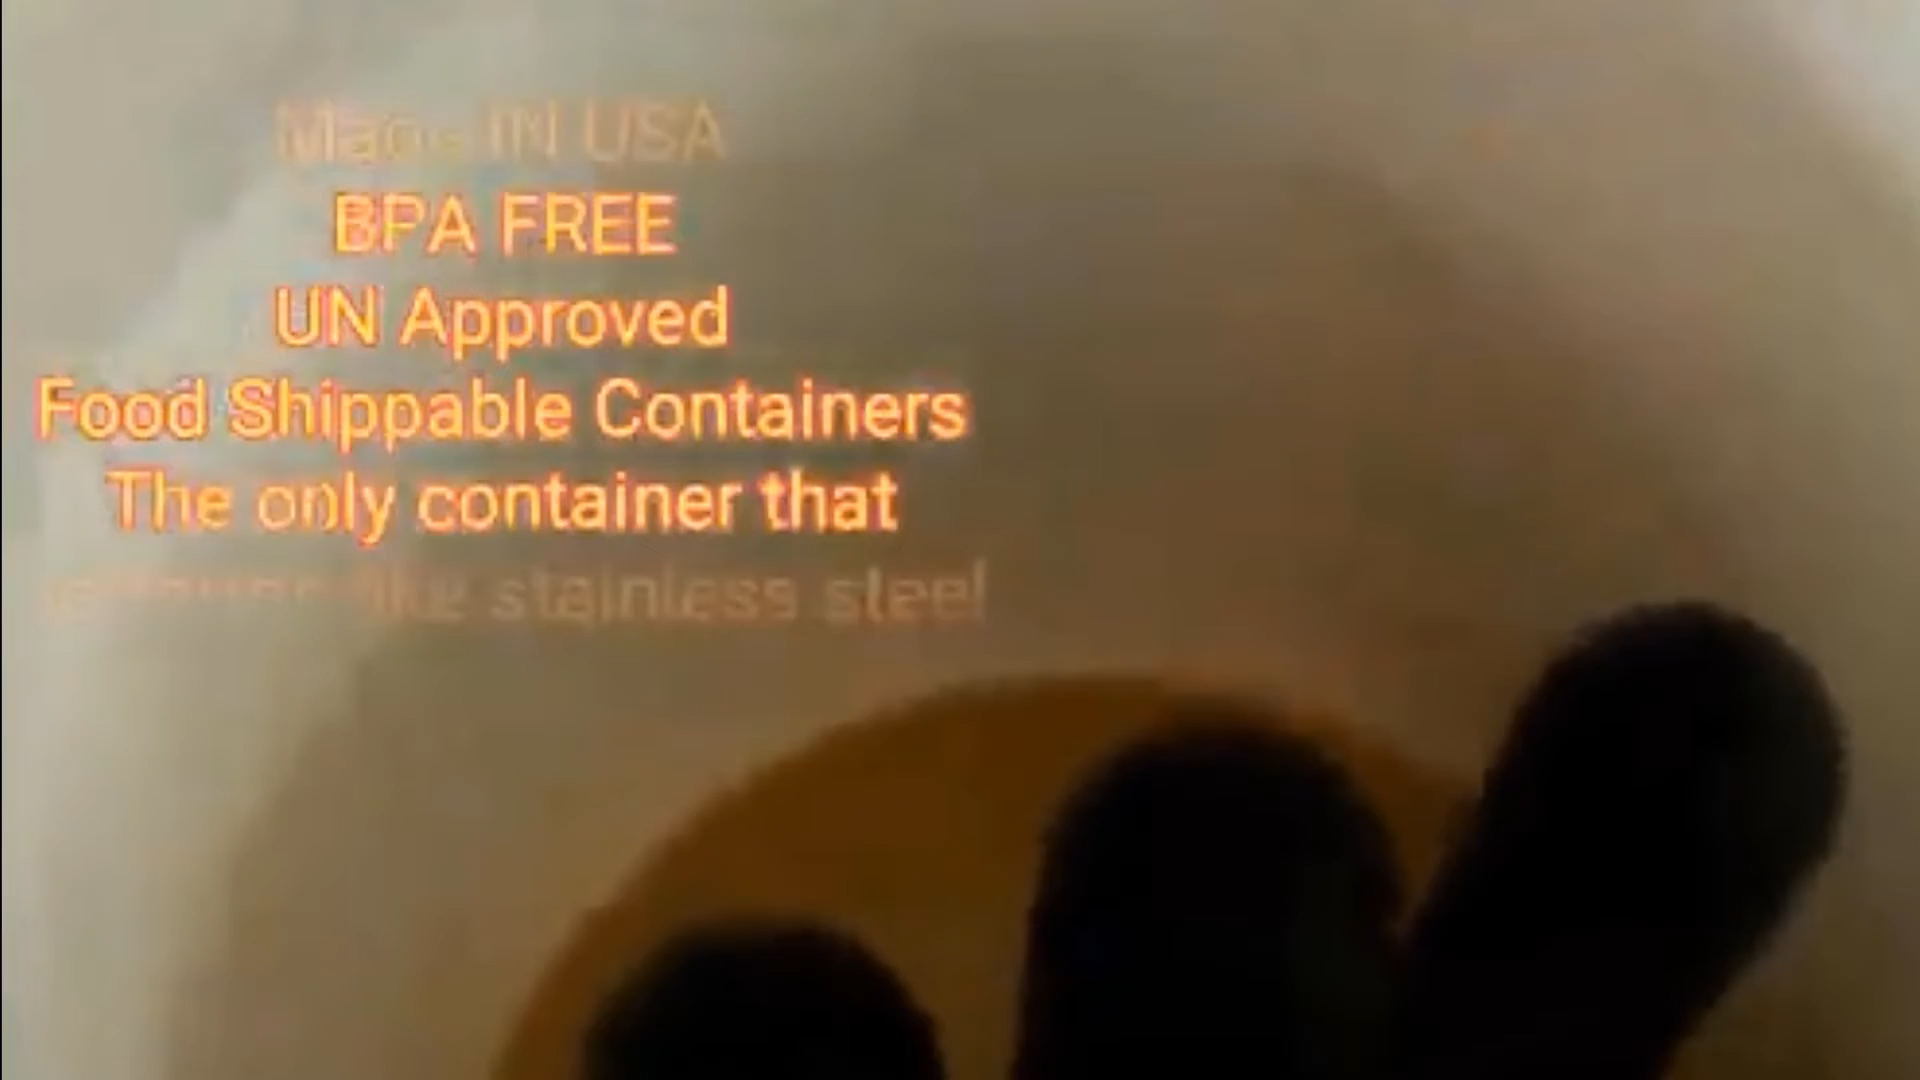 Made IN USA
BPA FREE
UN Approved
Food Shippable Containers
The only container that
like stainless steel